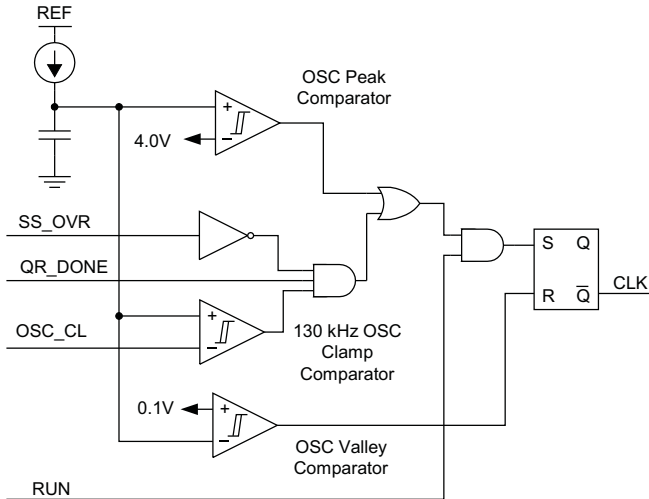 REF
OSC Peak
Comparator
+
−
4.0V
SS_OVR
QR_DONE
OSC_CL
+
−
130 kHz OSC
Clamp
Comparator
S Q
R Q̅
CLK
0.1V
+
−
OSC Valley
Comparator
RUN